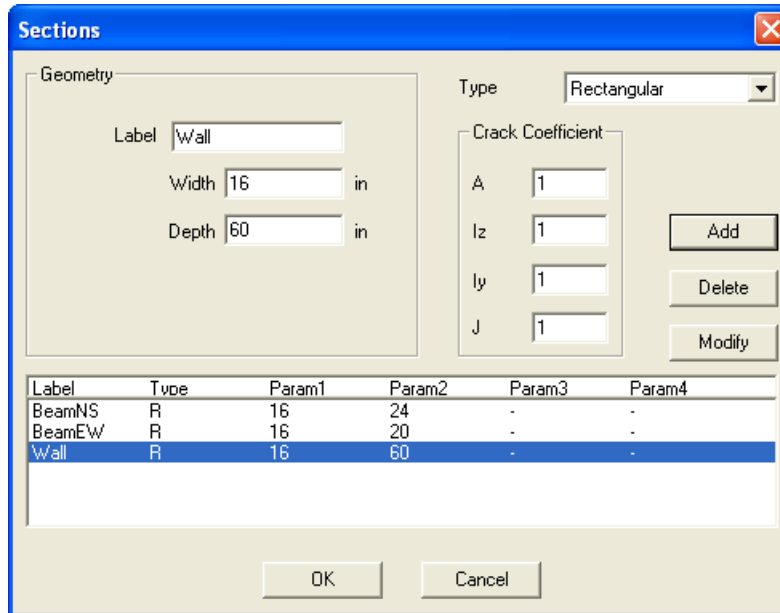 Sections
Geometry
Type Rectangular
Label Wall
Crack Coefficient
Width 16 in
A 1
Depth 60 in
Iz 1
Add
Iy 1
Delete
J 1
Modify
Label Type Param1 Param2 Param3 Param4
BeamNS R 16 24 - -
BeamEW R 16 20 - -
Wall R 16 60 - -
OK Cancel